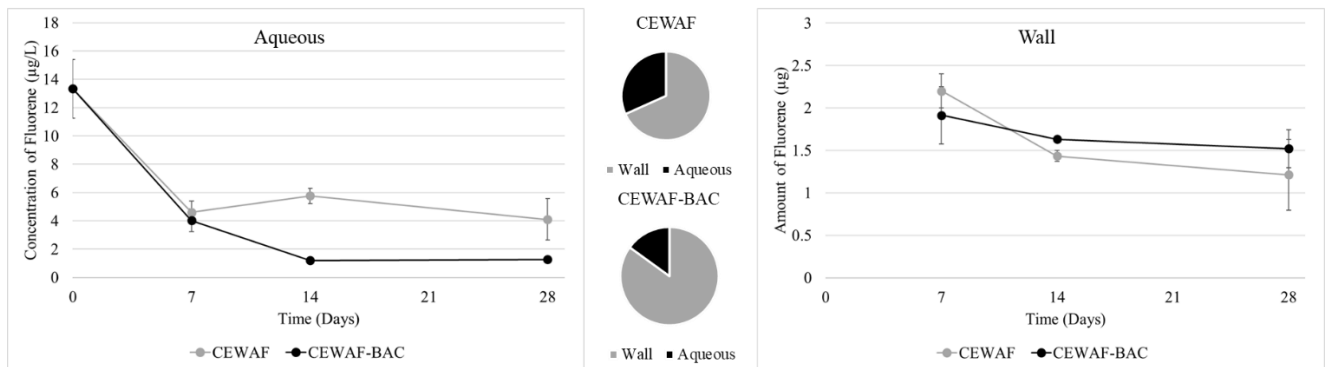 Aqueous
Concentration of Fluorene (µg/L)
18
16
14
12
10
8
6
4
2
0
0 7 14 21 28
Time (Days)
CEWAF CEWAF-BAC
CEWAF
Wall Aqueous
CEWAF-BAC
Wall Aqueous
Wall
Amount of Fluorene (µg)
3
2.5
2
1.5
1
0.5
0
0 7 14 21 28
Time (Days)
CEWAF CEWAF-BAC